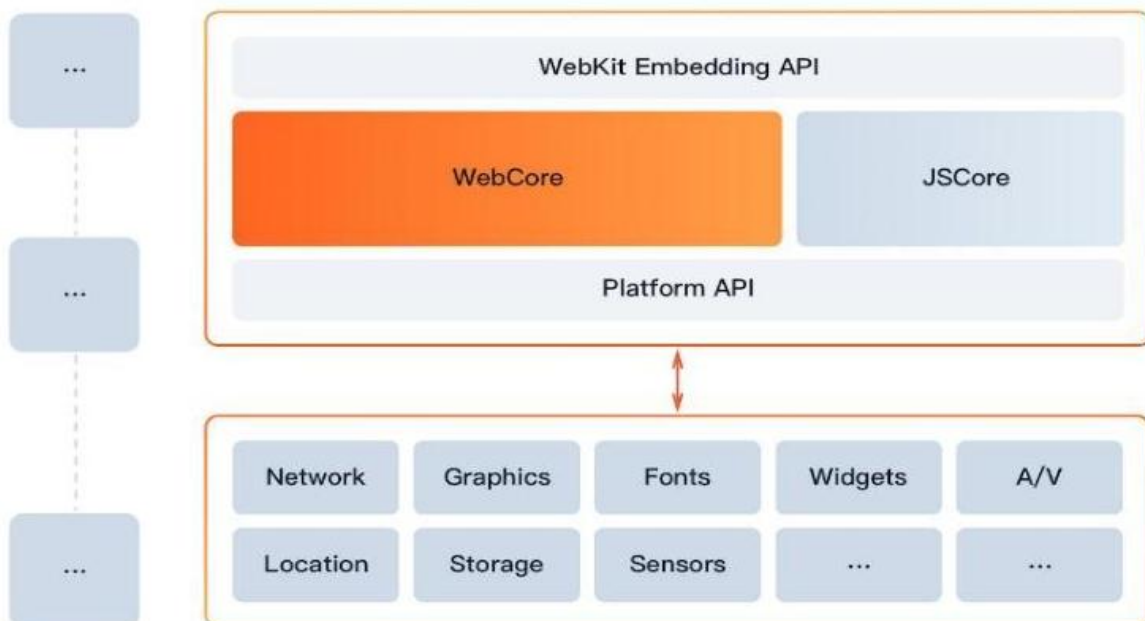 ...
WebKit Embedding API
WebCore JSCore
...
Platform API
Network Graphics Fonts Widgets A/V
... Location Storage Sensors ... ...